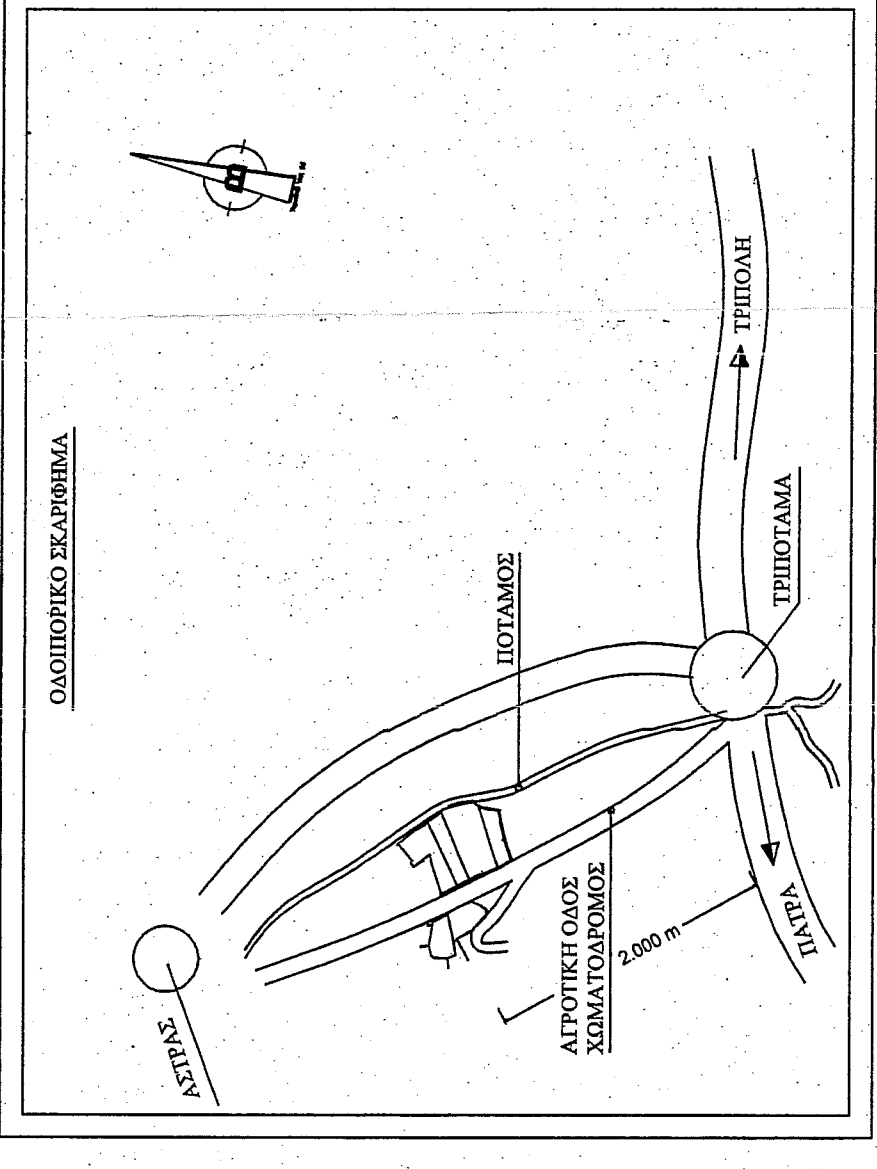 ΟΔΟΙΠΟΡΙΚΟ ΣΚΑΡΙΦΗΜΑ
ΑΣΤΡΑΣ
ΠΟΤΑΜΟΣ
ΑΓΡΟΤΙΚΗ ΟΔΟΣ
ΧΩΜΑΤΟΔΡΟΜΟΣ
2.000 m
ΠΑΤΡΑ
ΤΡΙΠΟΤΑΜΑ
ΤΡΙΠΟΛΗ